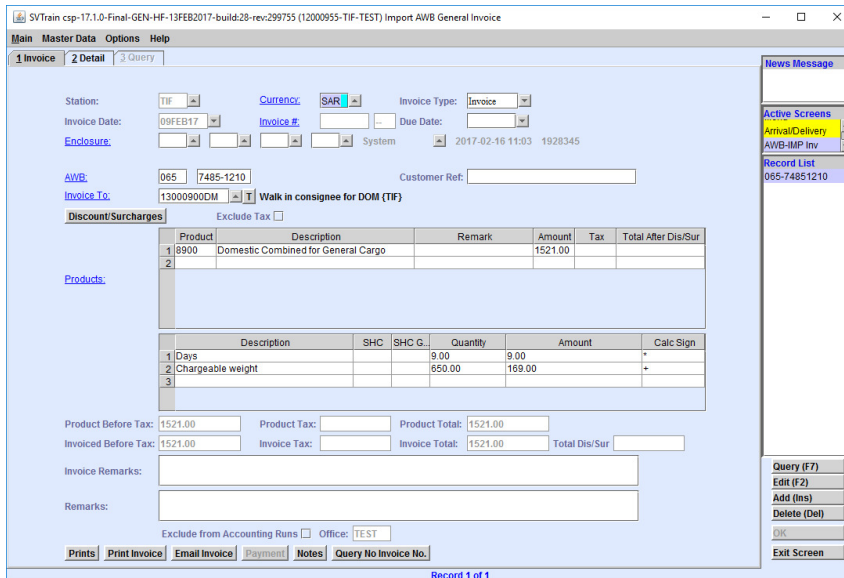 SVTrain csp-17.1.0-Final-GEN-HF-13FEB2017-build:28-rev:299755 (12000955-TIF-TEST) Import AWB General Invoice
Main Master Data Options Help
1 Invoice 2 Detail 3 Query
News Message
Station: TIF Currency: SAR Invoice Type: Invoice
Invoice Date: 09FEB17 Invoice #: ... Due Date:
Enclosure: System 2017-02-16 11:03 1928345
Active Screens
Arrival/Delivery
AWB-IMP Inv
Record List
065-74851210
AWB: 065 7485-1210 Customer Ref:
Invoice To: 13000900DM T Walk in consignee for DOM {TIF}
Discount/Surcharges Exclude Tax
Products:
Product Description Remark Amount Tax Total After Dis/Sur
1 8900 Domestic Combined for General Cargo 1521.00
2
Description SHC SHC G... Quantity Amount Calc Sign
1 Days 9.00 9.00 *
2 Chargeable weight 650.00 169.00 +
3
Product Before Tax: 1521.00 Product Tax: Product Total: 1521.00
Invoiced Before Tax: 1521.00 Invoice Tax: Invoice Total: 1521.00 Total Dis/Sur
Invoice Remarks:
Remarks:
Exclude from Accounting Runs Office: TEST
Prints Print Invoice Email Invoice Payment Notes Query No Invoice No.
Query (F7)
Edit (F2)
Add (Ins)
Delete (Del)
OK
Exit Screen
Record 1 of 1